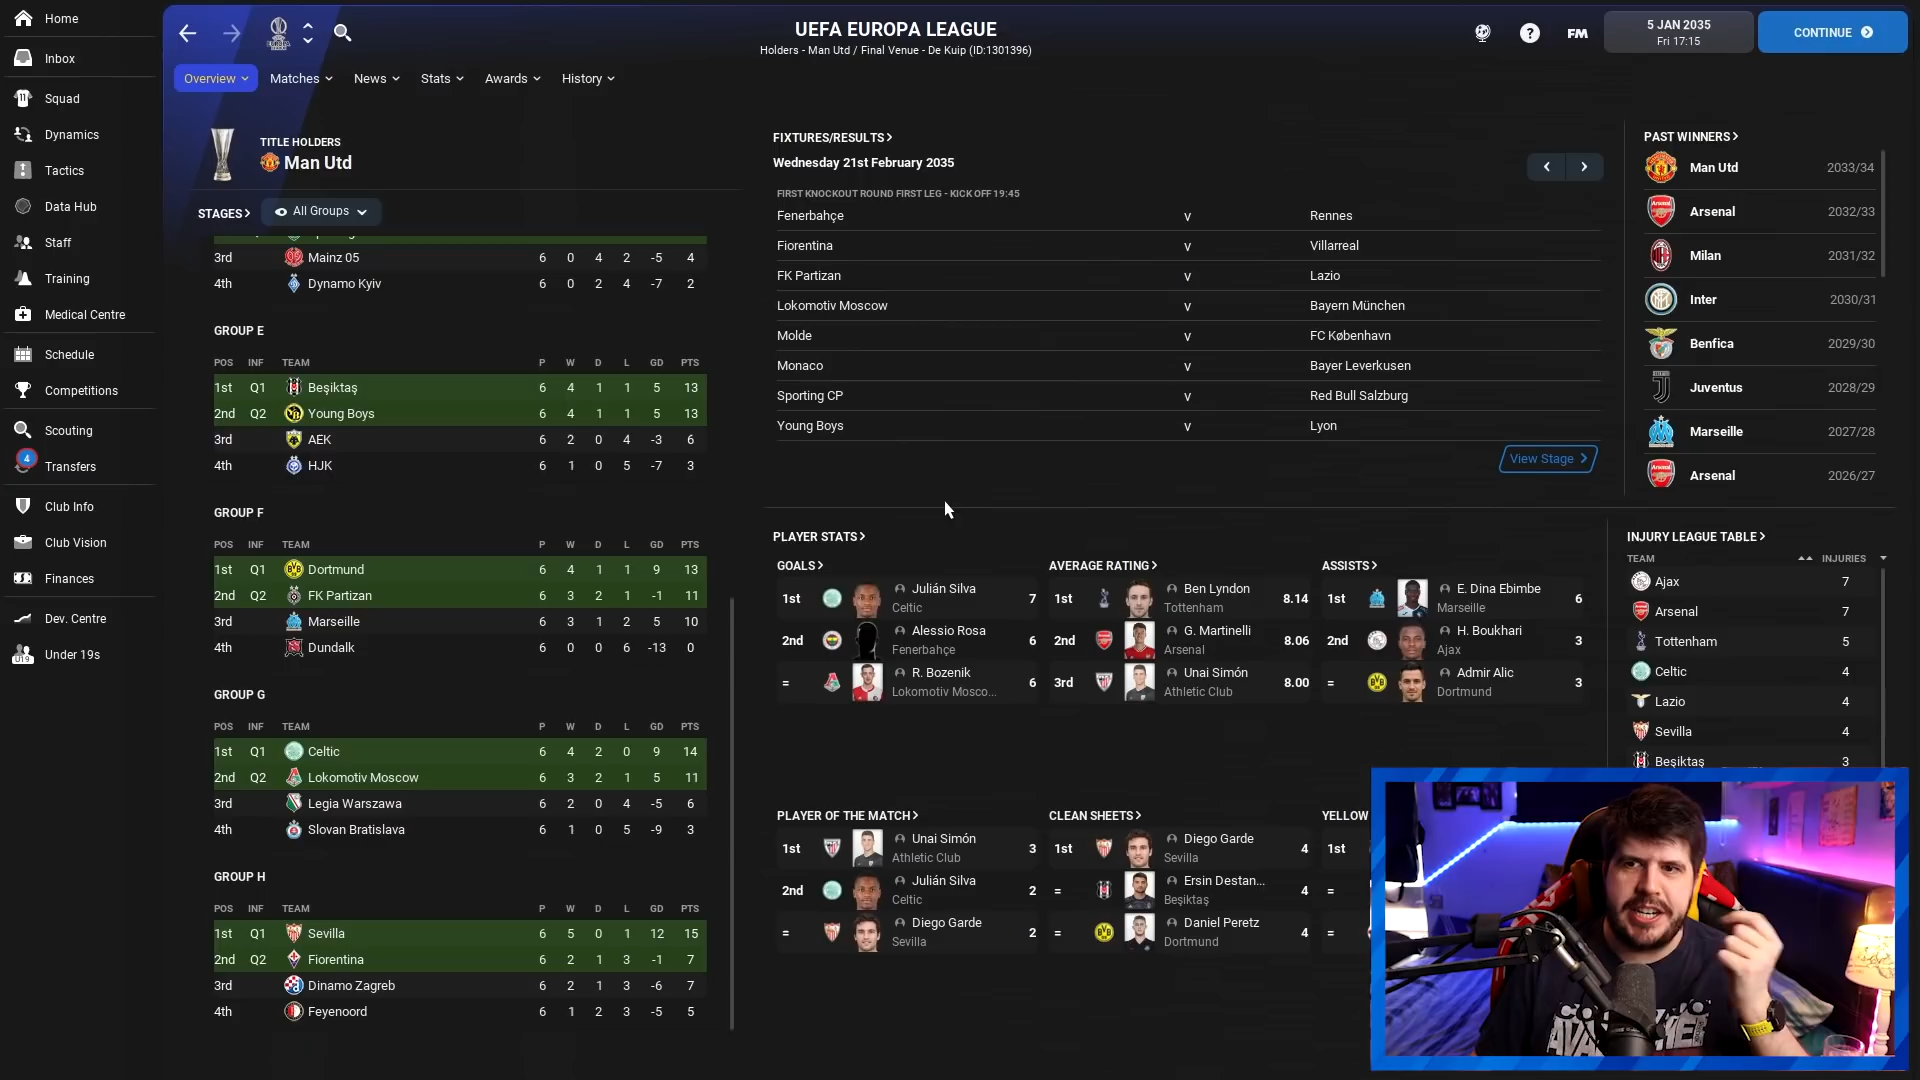 Home
Inbox
Squad
Dynamics
Tactics
Data Hub
Staff
Training
Medical Centre
Schedule
Competitions
Scouting
4
Transfers
Club Info
Club Vision
Finances
Dev. Centre
U19
Under 19s
UEFA EUROPA LEAGUE
Holders - Man Utd / Final Venue - De Kuip (ID:1301396)
FM
5 JAN 2035
Fri 17:15
CONTINUE
Overview
Matches
News
Stats
Awards
History
TITLE HOLDERS
Man Utd
STAGES
All Groups
3rd Mainz 05 6 0 4 2 -5 4
4th Dynamo Kyiv 6 0 2 4 -7 2
GROUP E
POS INF TEAM P W D L GD PTS
1st Q1 Beşiktaş 6 4 1 1 5 13
2nd Q2 Young Boys 6 4 1 1 5 13
3rd AEK 6 2 0 4 -3 6
4th HJK 6 1 0 5 -7 3
GROUP F
POS INF TEAM P W D L GD PTS
1st Q1 Dortmund 6 4 1 1 9 13
2nd Q2 FK Partizan 6 3 2 1 -1 11
3rd Marseille 6 3 1 2 5 10
4th Dundalk 6 0 0 6 -13 0
GROUP G
POS INF TEAM P W D L GD PTS
1st Q1 Celtic 6 4 2 0 9 14
2nd Q2 Lokomotiv Moscow 6 3 2 1 5 11
3rd Legia Warszawa 6 2 0 4 -5 6
4th Slovan Bratislava 6 1 0 5 -9 3
GROUP H
POS INF TEAM P W D L GD PTS
1st Q1 Sevilla 6 5 0 1 12 15
2nd Q2 Fiorentina 6 2 1 3 -1 7
3rd Dinamo Zagreb 6 2 1 3 -6 7
4th Feyenoord 6 1 2 3 -5 5
FIXTURES/RESULTS
Wednesday 21st February 2035
FIRST KNOCKOUT ROUND FIRST LEG - KICK OFF 19:45
Fenerbahçe v Rennes
Fiorentina v Villarreal
FK Partizan v Lazio
Lokomotiv Moscow v Bayern München
Molde v FC København
Monaco v Bayer Leverkusen
Sporting CP v Red Bull Salzburg
Young Boys v Lyon
View Stage
PAST WINNERS
Man Utd 2033/34
Arsenal 2032/33
Milan 2031/32
Inter 2030/31
Benfica 2029/30
Juventus 2028/29
Marseille 2027/28
Arsenal 2026/27
PLAYER STATS
GOALS
1st Julián Silva 7
Celtic
2nd Alessio Rosa 6
Fenerbahçe
= R. Bozenik 6
Lokomotiv Mosco...
AVERAGE RATING
1st Ben Lyndon 8.14
Tottenham
2nd G. Martinelli 8.06
Arsenal
3rd Unai Simón 8.00
Athletic Club
ASSISTS
1st E. Dina Ebimbe 6
Marseille
2nd H. Boukhari 3
Ajax
= Admir Alic 3
Dortmund
INJURY LEAGUE TABLE
TEAM INJURIES
Ajax 7
Arsenal 7
Tottenham 5
Celtic 4
Lazio 4
Sevilla 4
Beşiktaş 3
PLAYER OF THE MATCH
1st Unai Simón 3
Athletic Club
2nd Julián Silva 2
Celtic
= Diego Garde 2
Sevilla
CLEAN SHEETS
1st Diego Garde 4
Sevilla
= Ersin Destan... 4
Beşiktaş
= Daniel Peretz 4
Dortmund
YELLOW
1st
=
=